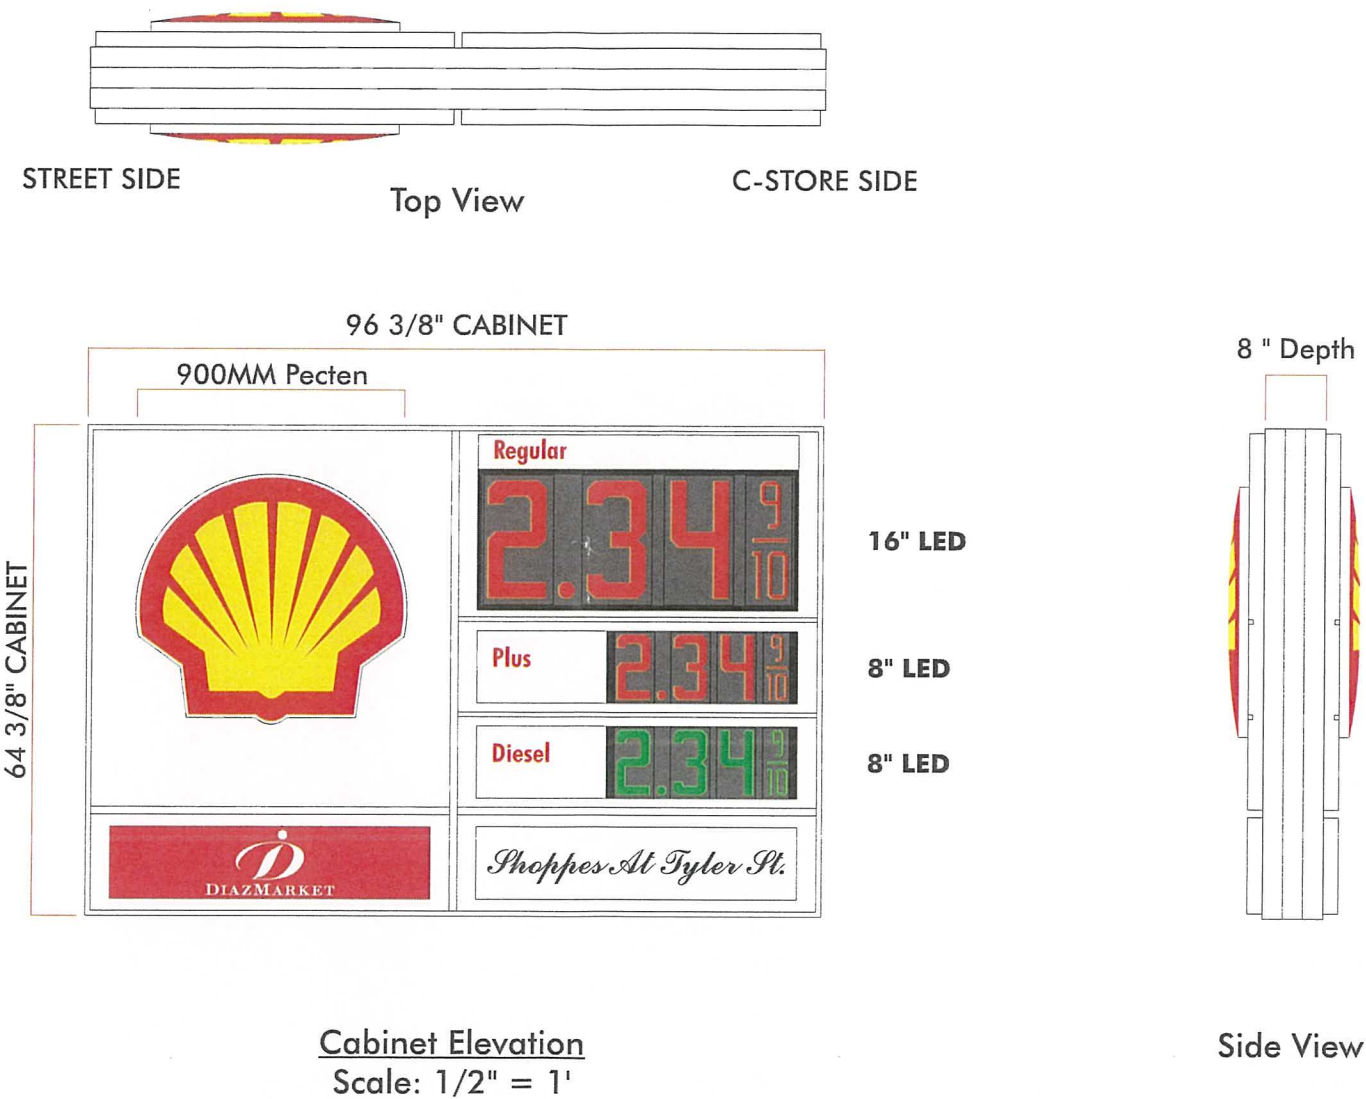 STREET SIDE
Top View
C-STORE SIDE
96 3/8" CABINET
900MM Pecten
8 " Depth
64 3/8" CABINET
Regular
2.34 9/10
16" LED
Plus
2.34 9/10
8" LED
Diesel
2.34 9/10
8" LED
DIAZMARKET
Shoppes At Tyler St.
Cabinet Elevation
Scale: 1/2" = 1'
Side View